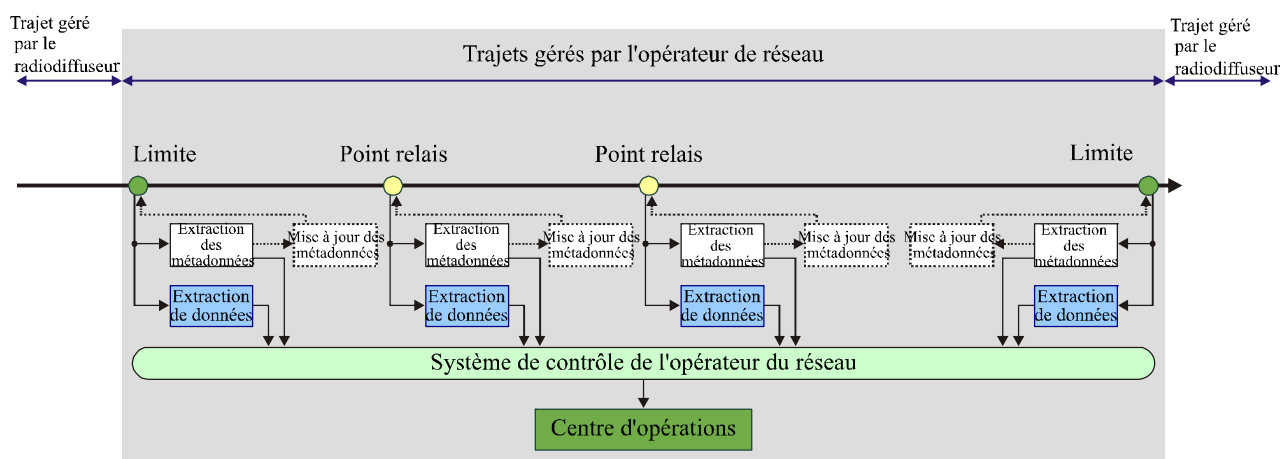 Trajet géré
par le
radiodiffuseur
Trajets gérés par l'opérateur de réseau
Trajet géré
par le
radiodiffuseur
Limite
Point relais
Point relais
Limite
Extraction
des
métadonnées
Mise à jour des
métadonnées
Extraction
des
métadonnées
Mise à jour des
métadonnées
Extraction
des
métadonnées
Mise à jour des
métadonnées
Mise à jour des
métadonnées
Extraction
des
métadonnées
Extraction
de données
Extraction
de données
Extraction
de données
Extraction
de données
Système de contrôle de l'opérateur du réseau
Centre d'opérations